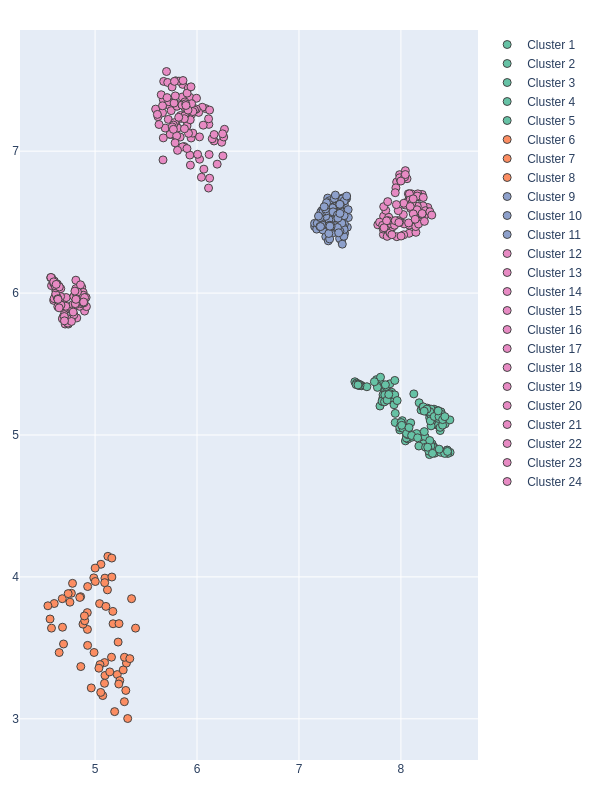 Cluster 1
Cluster 2
Cluster 3
Cluster 4
Cluster 5
Cluster 6
Cluster 7
Cluster 8
Cluster 9
Cluster 10
Cluster 11
Cluster 12
Cluster 13
Cluster 14
Cluster 15
Cluster 16
Cluster 17
Cluster 18
Cluster 19
Cluster 20
Cluster 21
Cluster 22
Cluster 23
Cluster 24
7
6
5
4
3
5 6 7 8